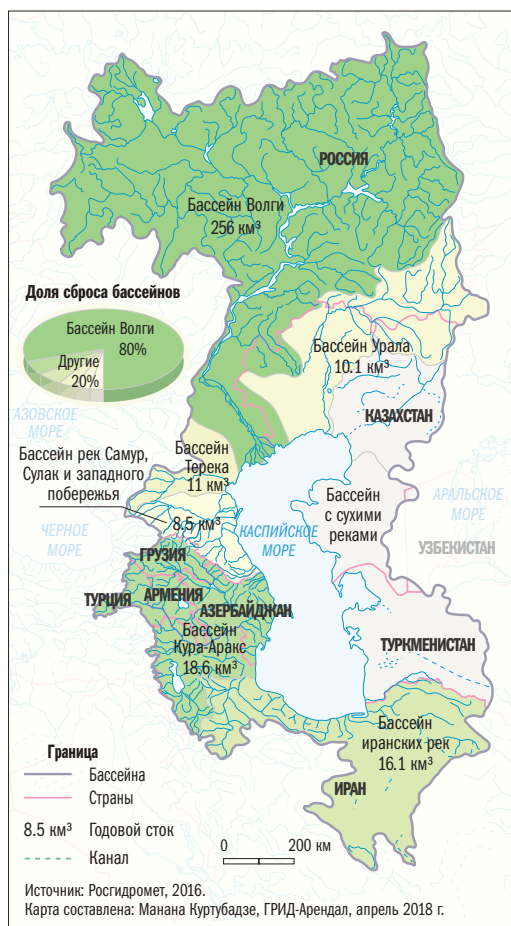 РОССИЯ
Бассейн Волги
256 км³
Доля сброса бассейнов
Бассейн Волги
80%
Другие
20%
Бассейн Урала
10.1 км³
КАЗАХСТАН
АЗОВСКОЕ
МОРЕ
Бассейн
Терека
11 км³
Бассейн рек Самур,
Сулак и западного
побережья
8.5 км³
Бассейн
с сухими
реками
АРАЛЬСКОЕ
МОРЕ
КАСПИЙСКОЕ
МОРЕ
ЧЕРНОЕ
МОРЕ
УЗБЕКИСТАН
ГРУЗИЯ
ТУРЦИЯ
АРМЕНИЯ
АЗЕРБАЙДЖАН
Бассейн
Кура-Аракс
18.6 км³
ТУРКМЕНИСТАН
Бассейн
иранских рек
16.1 км³
ИРАН
Граница
Бассейна
Страны
8.5 км³ Годовой сток
Канал
0 200 км
Источник: Росгидромет, 2016.
Карта составлена: Манана Куртубадзе, ГРИД-Арендал, апрель 2018 г.